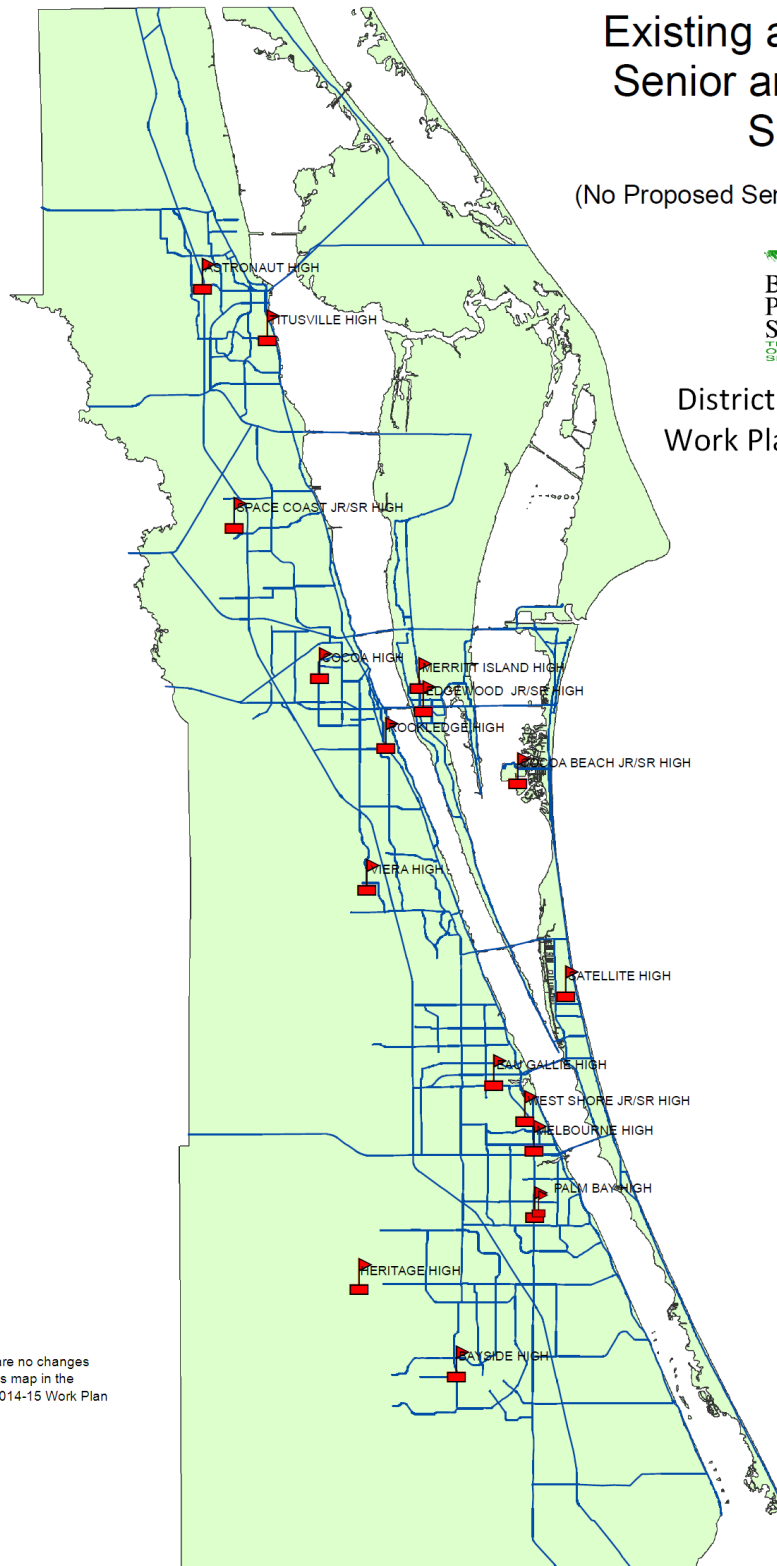 Existing a
Senior an
S
(No Proposed Ser
B
P
S
District
Work Pla
ASTRONAUT HIGH
TITUSVILLE HIGH
SPACE COAST JR/SR HIGH
COCOA HIGH
MERRITT ISLAND HIGH
EDGEWOOD JR/SR HIGH
ROCKLEDGE HIGH
COCOA BEACH JR/SR HIGH
VIERA HIGH
SATELLITE HIGH
EAU GALLIE HIGH
WEST SHORE JR/SR HIGH
MELBOURNE HIGH
PALM BAY HIGH
HERITAGE HIGH
BAYSIDE HIGH
are no changes
s map in the
014-15 Work Plan